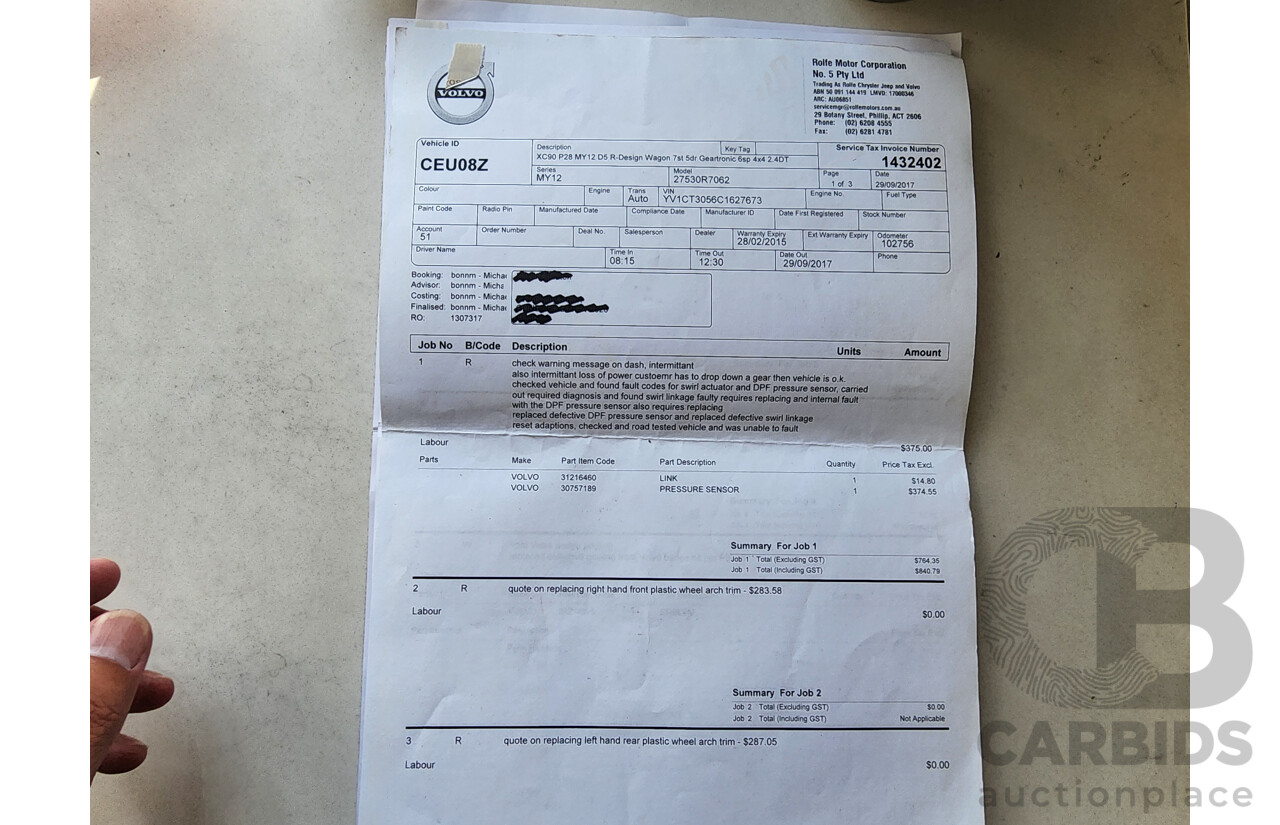 VOLVO
Rolfe Motor Corporation
No. 5 Pty Ltd
Trading As Rolfe Chrysler Jeep and Volvo
ABN 50 091 144 419 LMVD: 17000346
ARC: AU06851
servicemgr@rolfemotors.com.au
29 Botany Street, Phillip, ACT 2606
Phone: (02) 6208 4555
Fax: (02) 6281 4781
Vehicle ID Description Key Tag Service Tax Invoice Number
CEU08Z XC90 P28 MY12 D5 R-Design Wagon 7st 5dr Geartronic 6sp 4x4 2.4DT 1432402
Series Model Page Date
MY12 27530R7062 1 of 3 29/09/2017
Colour Engine Trans VIN Engine No. Fuel Type
Auto YV1CT3056C1627673
Paint Code Radio Pin Manufactured Date Compliance Date Manufacturer ID Date First Registered Stock Number
Account Order Number Deal No. Salesperson Dealer Warranty Expiry Ext Warranty Expiry Odometer
51 28/02/2015 102756
Driver Name Time In Time Out Date Out Phone
08:15 12:30 29/09/2017
Booking: bonnm - Micha
Advisor: bonnm - Micha
Costing: bonnm - Micha
Finalised: bonnm - Micha
RO: 1307317
Job No B/Code Description Units Amount
1 R check warning message on dash, intermittant
also intermittant loss of power custoemr has to drop down a gear then vehicle is o.k.
checked vehicle and found fault codes for swirl actuator and DPF pressure sensor, carried
out required diagnosis and found swirl linkage faulty requires replacing and internal fault
with the DPF pressure sensor also requires replacing
replaced defective DPF pressure sensor and replaced defective swirl linkage
reset adaptions, checked and road tested vehicle and was unable to fault
Labour $375.00
Parts Make Part Item Code Part Description Quantity Price Tax Excl.
VOLVO 31216460 LINK 1 $14.80
VOLVO 30757189 PRESSURE SENSOR 1 $374.55
Summary For Job 1
Job 1 Total (Excluding GST) $764.35
Job 1 Total (Including GST) $840.79
2 R quote on replacing right hand front plastic wheel arch trim - $283.58
Labour $0.00
Summary For Job 2
Job 2 Total (Excluding GST) $0.00
Job 2 Total (Including GST) Not Applicable
3 R quote on replacing left hand rear plastic wheel arch trim - $287.05
Labour $0.00
CARBIDS
auctionplace